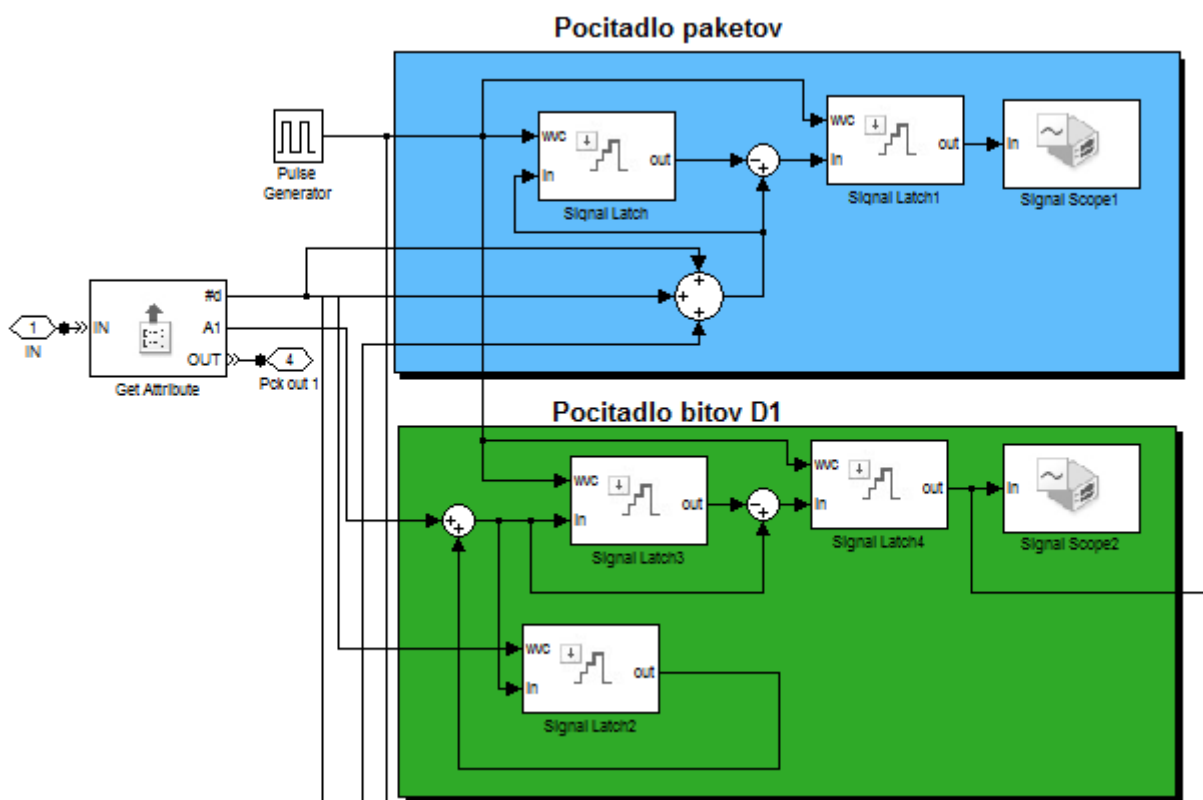 Pocitadlo paketov
Pulse
Generator
wvc
in
out
Signal Latch
- +
wvc
in
out
Signal Latch1
in
Signal Scope1
+
+
+
1
IN
IN
#d
A1
OUT
Get Attribute
4
Pck out 1
Pocitadlo bitov D1
+ +
wvc
in
out
Signal Latch3
- +
wvc
in
out
Signal Latch4
in
Signal Scope2
wvc
in
out
Signal Latch2